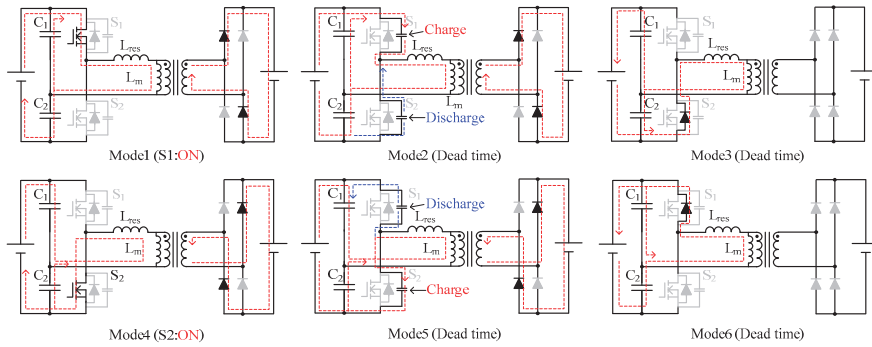 C1
S1
Lres
Lm
C2
S2
Mode1 (S1:ON)
C1
S1
Charge
Lres
Lm
C2
S2
Discharge
Mode2 (Dead time)
C1
S1
Lres
Lm
C2
S2
Mode3 (Dead time)
C1
S1
Lres
Lm
C2
S2
Mode4 (S2:ON)
C1
S1
Discharge
Lres
Lm
C2
S2
Charge
Mode5 (Dead time)
C1
S1
Lres
Lm
C2
S2
Mode6 (Dead time)